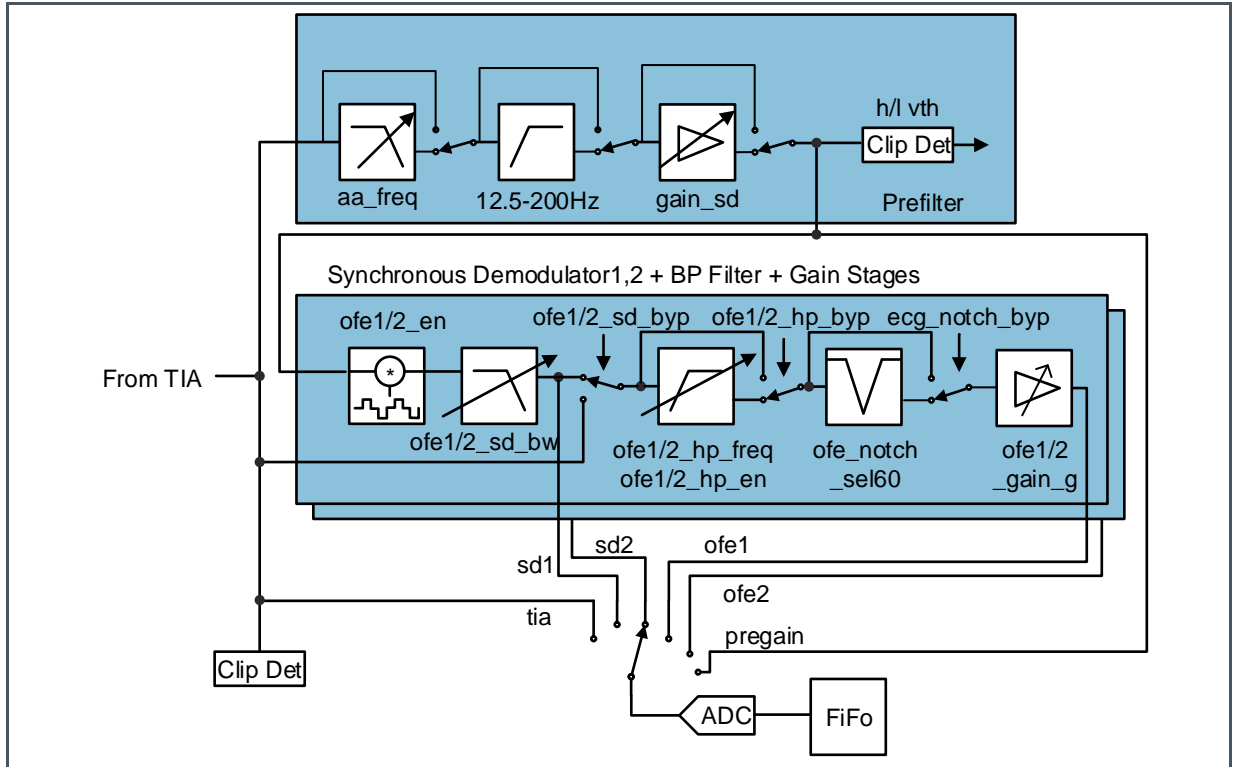 h/l vth
Clip Det
aa_freq
12.5-200Hz
gain_sd
Prefilter
Synchronous Demodulator1,2 + BP Filter + Gain Stages
ofe1/2_en
ofe1/2_sd_byp
ofe1/2_hp_byp
ecg_notch_byp
*
From TIA
ofe1/2_sd_bw
ofe1/2_hp_freq
ofe1/2_hp_en
ofe_notch
_sel60
ofe1/2
_gain_g
sd1
sd2
ofe1
ofe2
tia
pregain
Clip Det
ADC
FiFo